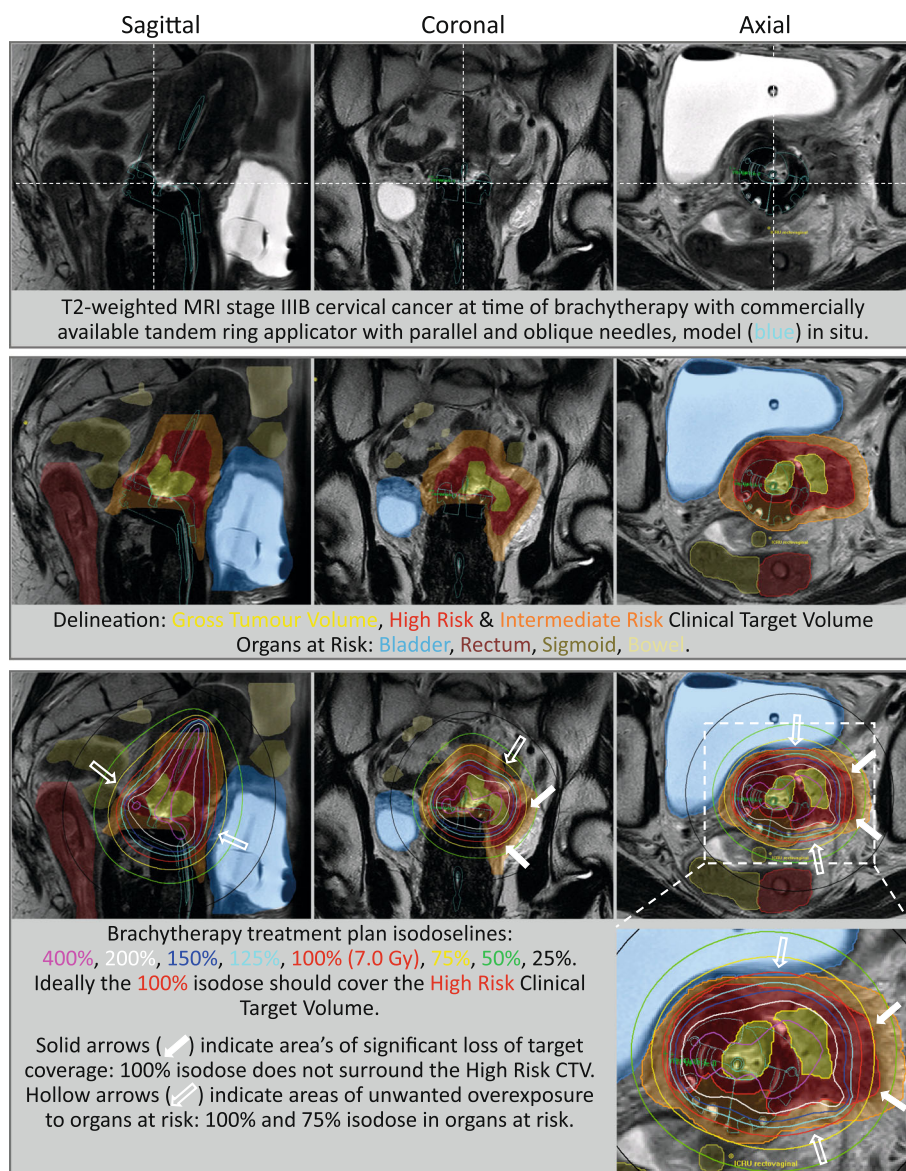 Sagittal Coronal Axial
T2-weighted MRI stage IIIB cervical cancer at time of brachytherapy with commercially
available tandem ring applicator with parallel and oblique needles, model (blue) in situ.
Delineation: Gross Tumour Volume, High Risk & Intermediate Risk Clinical Target Volume
Organs at Risk: Bladder, Rectum, Sigmoid, Bowel.
Brachytherapy treatment plan isodoselines:
400%, 200%, 150%, 125%, 100% (7.0 Gy), 75%, 50%, 25%.
Ideally the 100% isodose should cover the High Risk Clinical
Target Volume.
Solid arrows ( ) indicate area's of significant loss of target
coverage: 100% isodose does not surround the High Risk CTV.
Hollow arrows ( ) indicate areas of unwanted overexposure
to organs at risk: 100% and 75% isodose in organs at risk.
ICRU rectovaginal